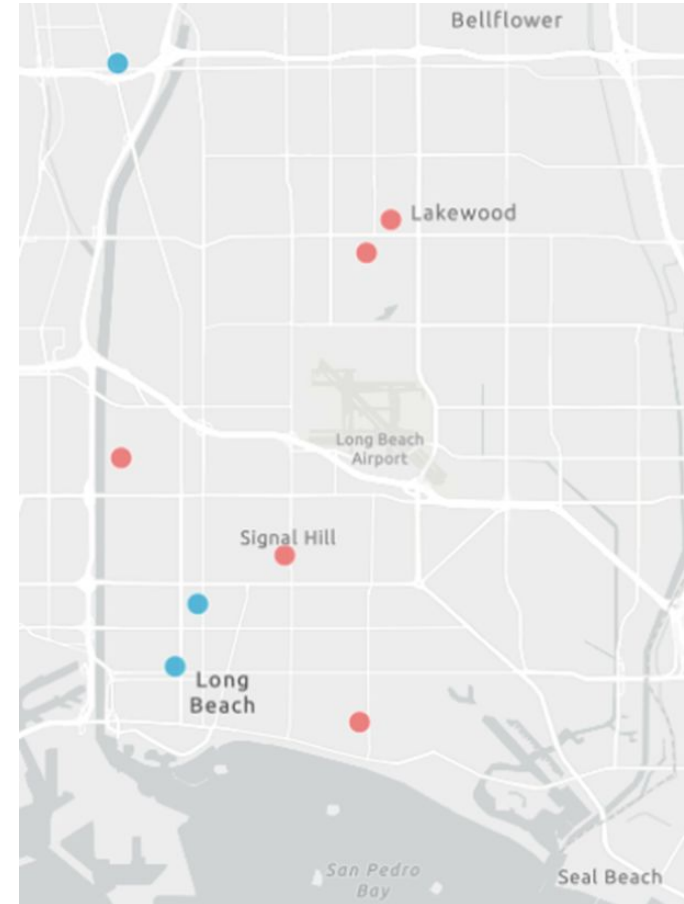 Bellflower
Lakewood
Long Beach
Airport
Signal Hill
Long
Beach
San Pedro
Bay
Seal Beach